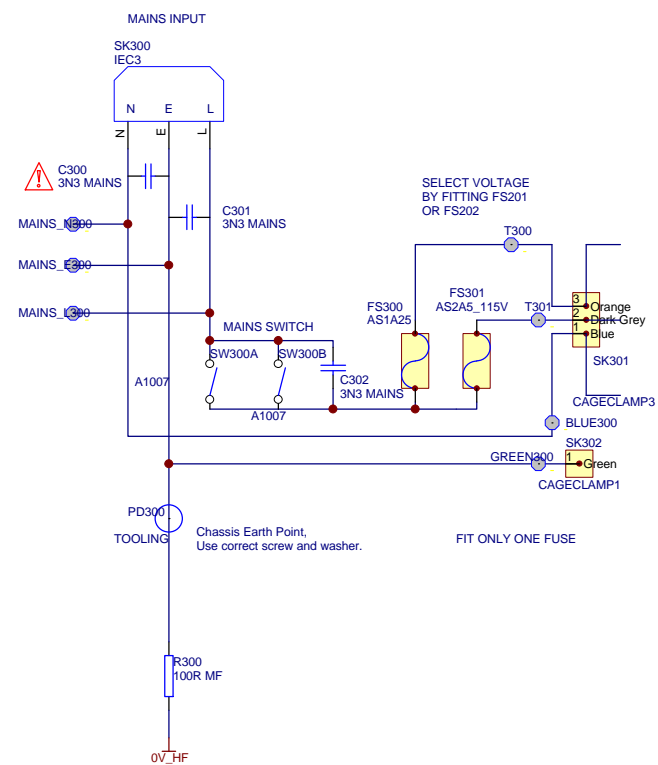 MAINS INPUT
SK300
IEC3
N E L
N E L
C300
3N3 MAINS
C301
3N3 MAINS
SELECT VOLTAGE
BY FITTING FS201
OR FS202
MAINS_N300
T300
MAINS_E300
FS301
AS2A5_115V
FS300
AS1A25
T301
3 Orange
2 Dark Grey
1 Blue
MAINS_L300
MAINS SWITCH
SW300A
SW300B
SK301
C302
3N3 MAINS
A1007
A1007
CAGECLAMP3
BLUE300
SK302
GREEN300
1 Green
CAGECLAMP1
PD300
TOOLING
Chassis Earth Point,
Use correct screw and washer.
FIT ONLY ONE FUSE
R300
100R MF
0V_HF